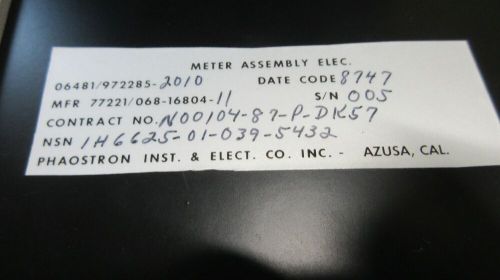 METER ASSEMBLY ELEC.
06481/972285-2010 DATE CODE 8747
MFR 77221/068-16804-11 S/N 005
CONTRACT NO. N00104-87-P-DK57
NSN 1H6625-01-039-5432
PHAOSTRON INST. & ELECT. CO. INC. - AZUSA, CAL.